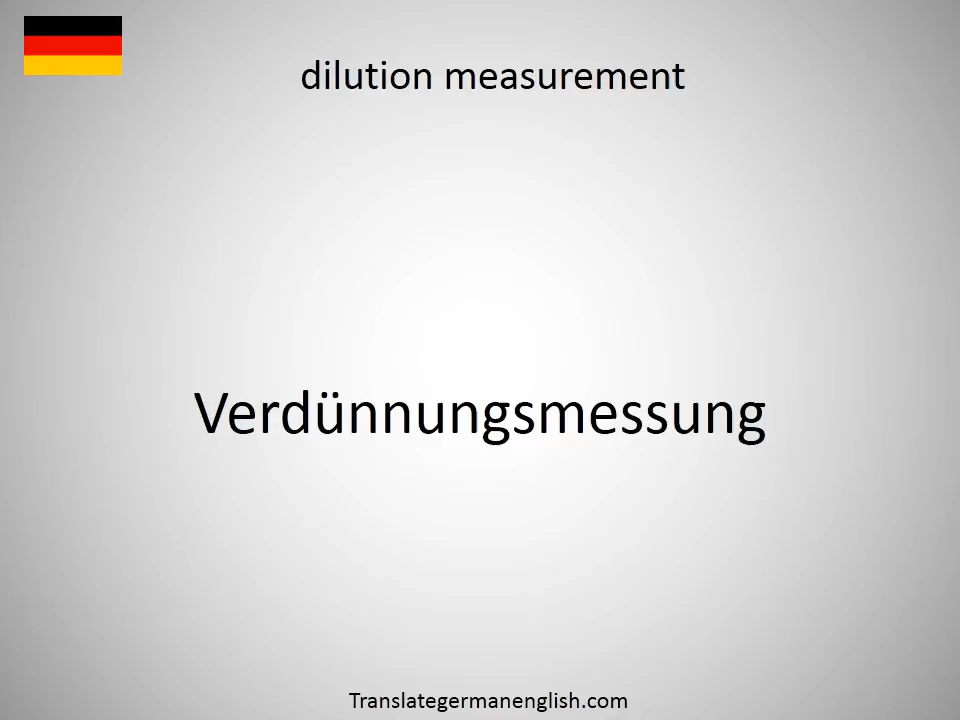 dilution measurement
Verdünnungsmessung
Translategermanenglish.com